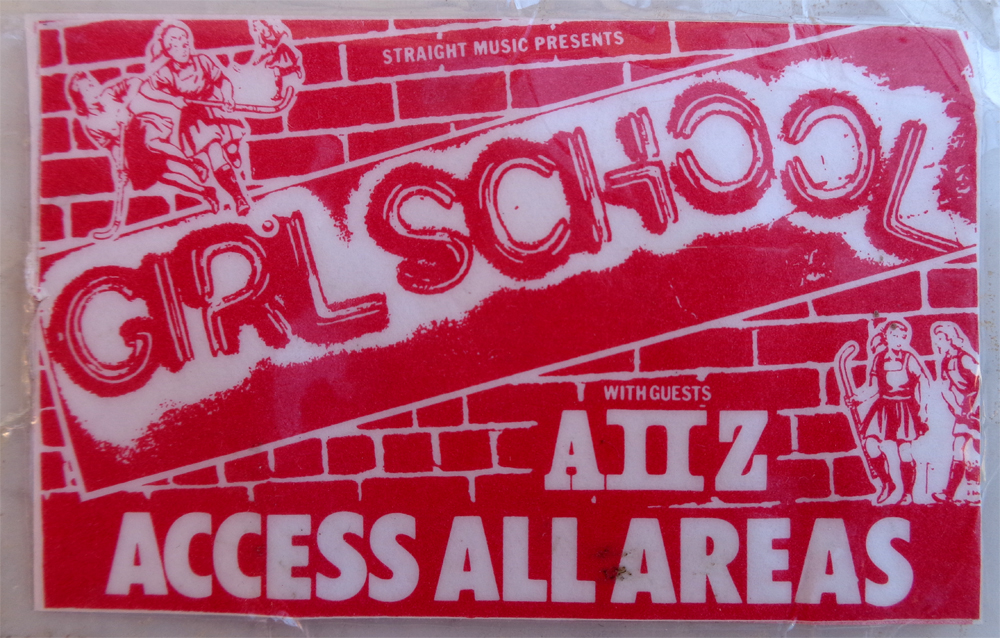 STRAIGHT MUSIC PRESENTS
GIRLSCHOOL
WITH GUESTS
AIIZ
ACCESS ALL AREAS